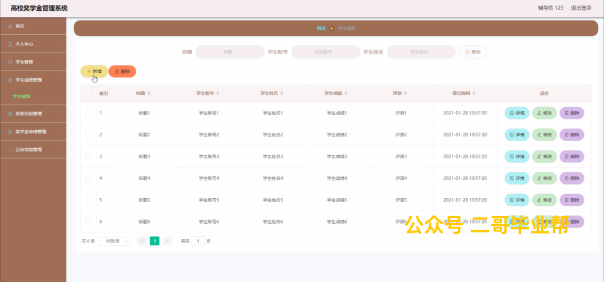 高校奖学金管理系统
辅导员 123 退出登录
首页
个人中心
学生管理
学生成绩管理
学生成绩
奖学金申请管理
公告信息管理
首页 学生成绩
标题 标题 学生账号 学生账号 学生姓名 学生姓名 查询
+ 新增 删除
索引 标题 学生账号 学生姓名 学生成绩 评语 登记时间 操作
1 标题1 学生账号1 学生姓名1 学生成绩1 评语1 2021-01-28 10:57:20 详情 修改 删除
2 标题2 学生账号2 学生姓名2 学生成绩2 评语2 2021-01-28 10:57:20 详情 修改 删除
3 标题3 学生账号3 学生姓名3 学生成绩3 评语3 2021-01-28 10:57:20 详情 修改 删除
4 标题4 学生账号4 学生姓名4 学生成绩4 评语4 2021-01-28 10:57:20 详情 修改 删除
5 标题5 学生账号5 学生姓名5 学生成绩5 评语5 2021-01-28 10:57:20 详情 修改 删除
6 标题6 学生账号6 学生姓名6 学生成绩6 评语6 2021-01-28 10:57:20 详情 修改 删除
公众号 二哥毕业帮
共 6 条 10条/页 1 前往 1 页